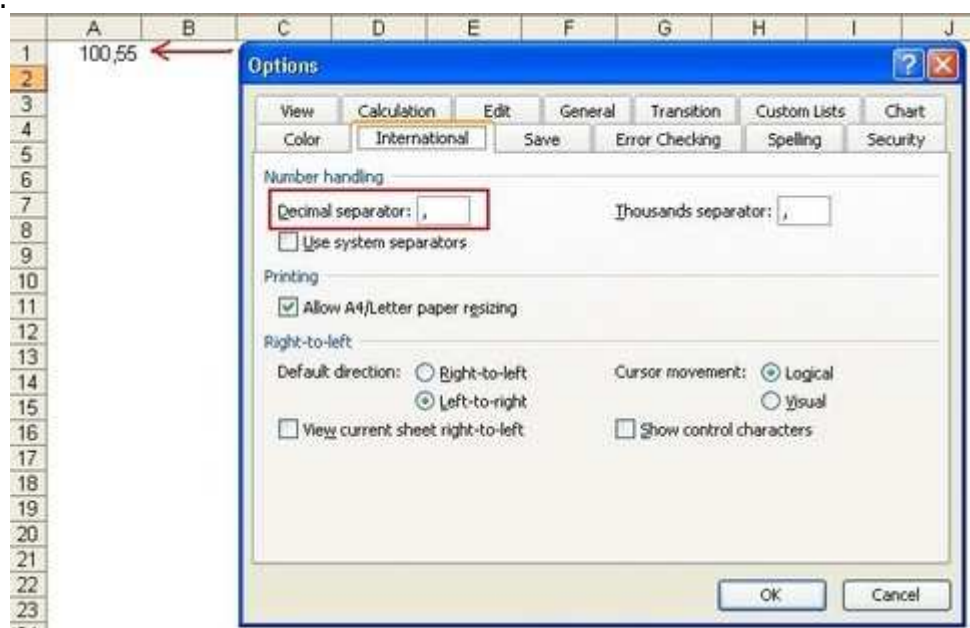 .
A B C D E F G H I J
1 100,55
Options
2
3 View Calculation Edit General Transition Custom Lists Chart
4 Color International Save Error Checking Spelling Security
5
6 Number handling
7 Decimal separator: , Thousands separator: ,
8
9 Use system separators
10 Printing
11 Allow A4/Letter paper resizing
12 Right-to-left
13
14 Default direction: Right-to-left Cursor movement: Logical
15 Left-to-right Visual
16 View current sheet right-to-left Show control characters
17
18
19
20
21
22 OK Cancel
23